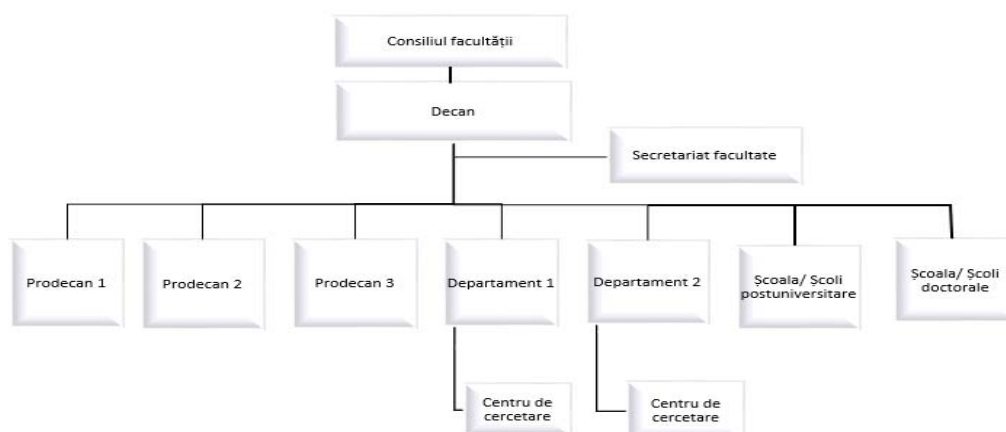 Consiliul facultății
Decan
Secretariat facultate
Prodecan 1
Prodecan 2
Prodecan 3
Departament 1
Departament 2
Școala/ Școli
postuniversitare
Școala/ Școli
doctorale
Centru de
cercetare
Centru de
cercetare